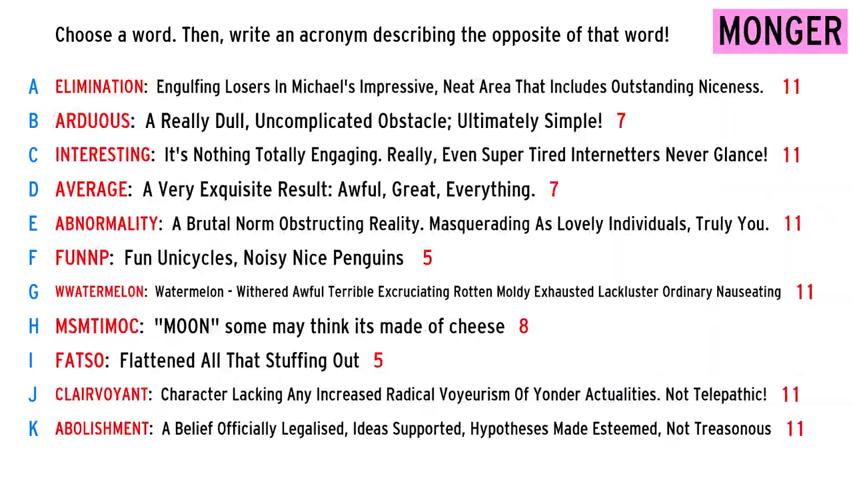 Choose a word. Then, write an acronym describing the opposite of that word!
MONGER
A ELIMINATION: Engulfing Losers In Michael's Impressive, Neat Area That Includes Outstanding Niceness. 11
B ARDUOUS: A Really Dull, Uncomplicated Obstacle; Ultimately Simple! 7
C INTERESTING: It's Nothing Totally Engaging. Really, Even Super Tired Internetters Never Glance! 11
D AVERAGE: A Very Exquisite Result: Awful, Great, Everything. 7
E ABNORMALITY: A Brutal Norm Obstructing Reality. Masquerading As Lovely Individuals, Truly You. 11
F FUNNP: Fun Unicycles, Noisy Nice Penguins 5
G WWATERMELON: Watermelon - Withered Awful Terrible Excruciating Rotten Moldy Exhausted Lackluster Ordinary Nauseating 11
H MSMTIMOC: "MOON" some may think its made of cheese 8
I FATSO: Flattened All That Stuffing Out 5
J CLAIRVOYANT: Character Lacking Any Increased Radical Voyeurism Of Yonder Actualities. Not Telepathic! 11
K ABOLISHMENT: A Belief Officially Legalised, Ideas Supported, Hypotheses Made Esteemed, Not Treasonous 11